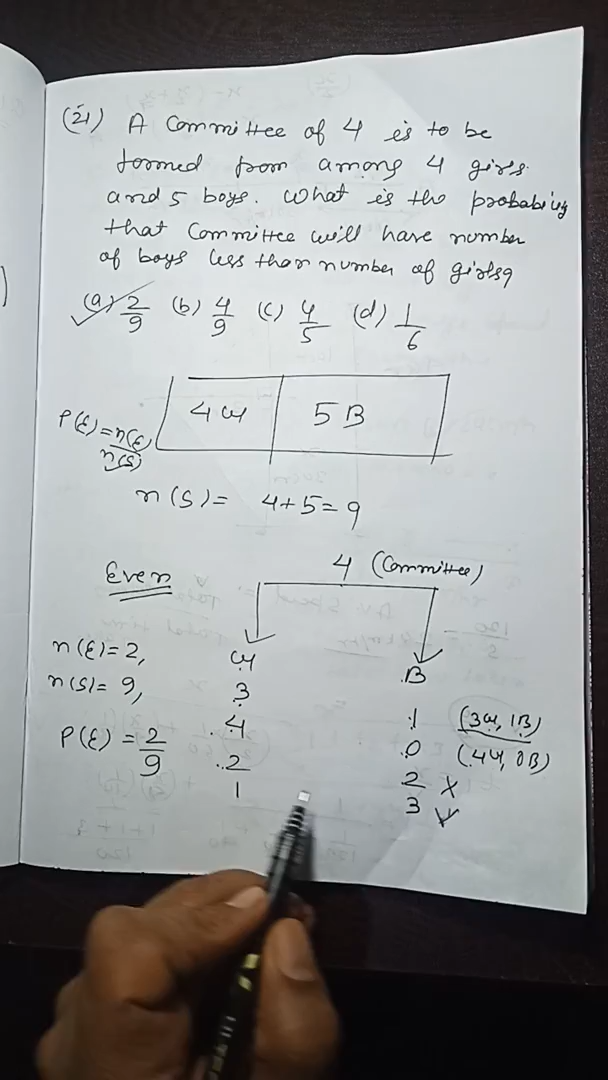 (21) A Committee of 4 is to be
formed from among 4 girls
and 5 boys. What is the probability
that Committee will have number
of boys less than number of girls?
(a) 2/9 (b) 4/9 (c) 4/5 (d) 1/6
4 G 5 B
P(E) = n(E)/n(S)
n(S) = 4+5 = 9
4 (Committee)
Even
n(E) = 2,
n(S) = 9,
P(E) = 2/9
G B
3 1 (3G, 1B)
4 0 (4G, 0B)
2 2 X
1 3